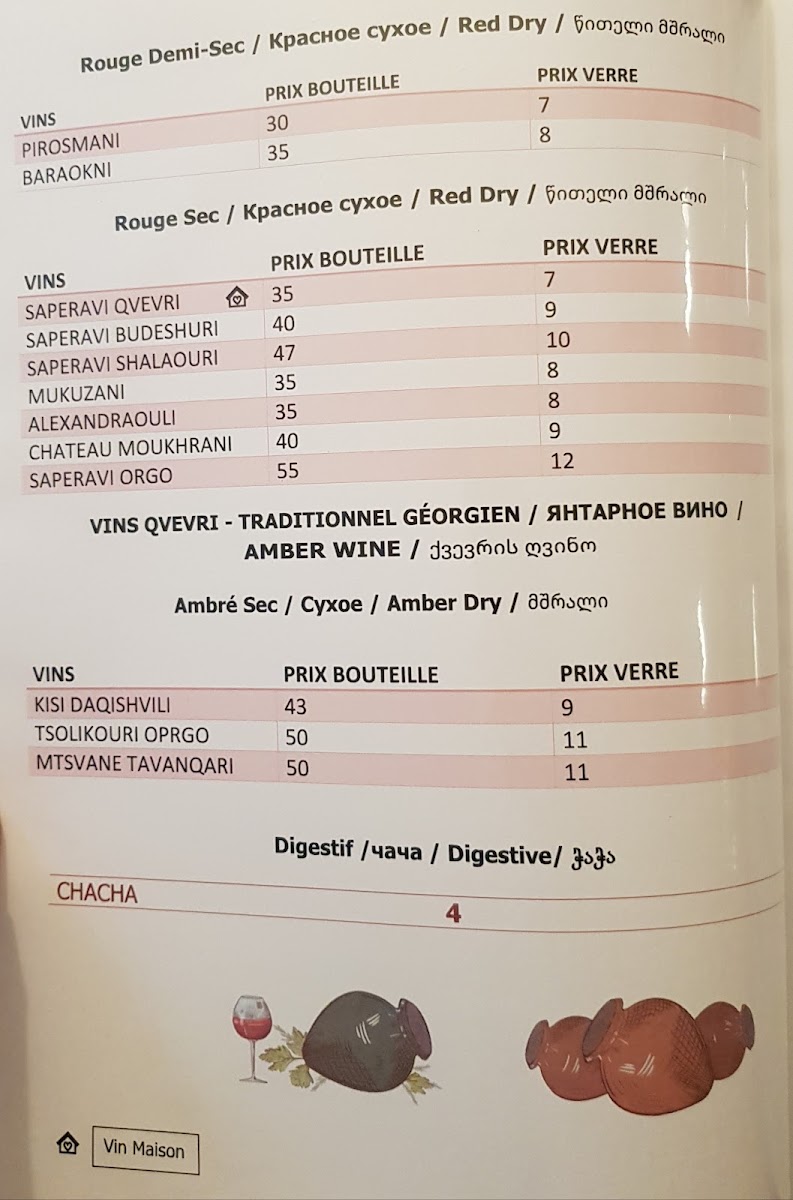 Rouge Demi-Sec / Красное сухое / Red Dry / წითელი მშრალი
VINS PRIX BOUTEILLE PRIX VERRE
PIROSMANI 30 7
BARAOKNI 35 8
Rouge Sec / Красное сухое / Red Dry / წითელი მშრალი
VINS PRIX BOUTEILLE PRIX VERRE
SAPERAVI QVEVRI 35 7
SAPERAVI BUDESHURI 40 9
SAPERAVI SHALAOURI 47 10
MUKUZANI 35 8
ALEXANDRAOULI 35 8
CHATEAU MOUKHRANI 40 9
SAPERAVI ORGO 55 12
VINS QVEVRI - TRADITIONNEL GÉORGIEN / ЯНТАРНОЕ ВИНО /
AMBER WINE / ქვევრის ღვინო
Ambré Sec / Сухое / Amber Dry / მშრალი
VINS PRIX BOUTEILLE PRIX VERRE
KISI DAQISHVILI 43 9
TSOLIKOURI OPRGO 50 11
MTSVANE TAVANQARI 50 11
Digestif /чача / Digestive/ ჭაჭა
CHACHA 4
Vin Maison